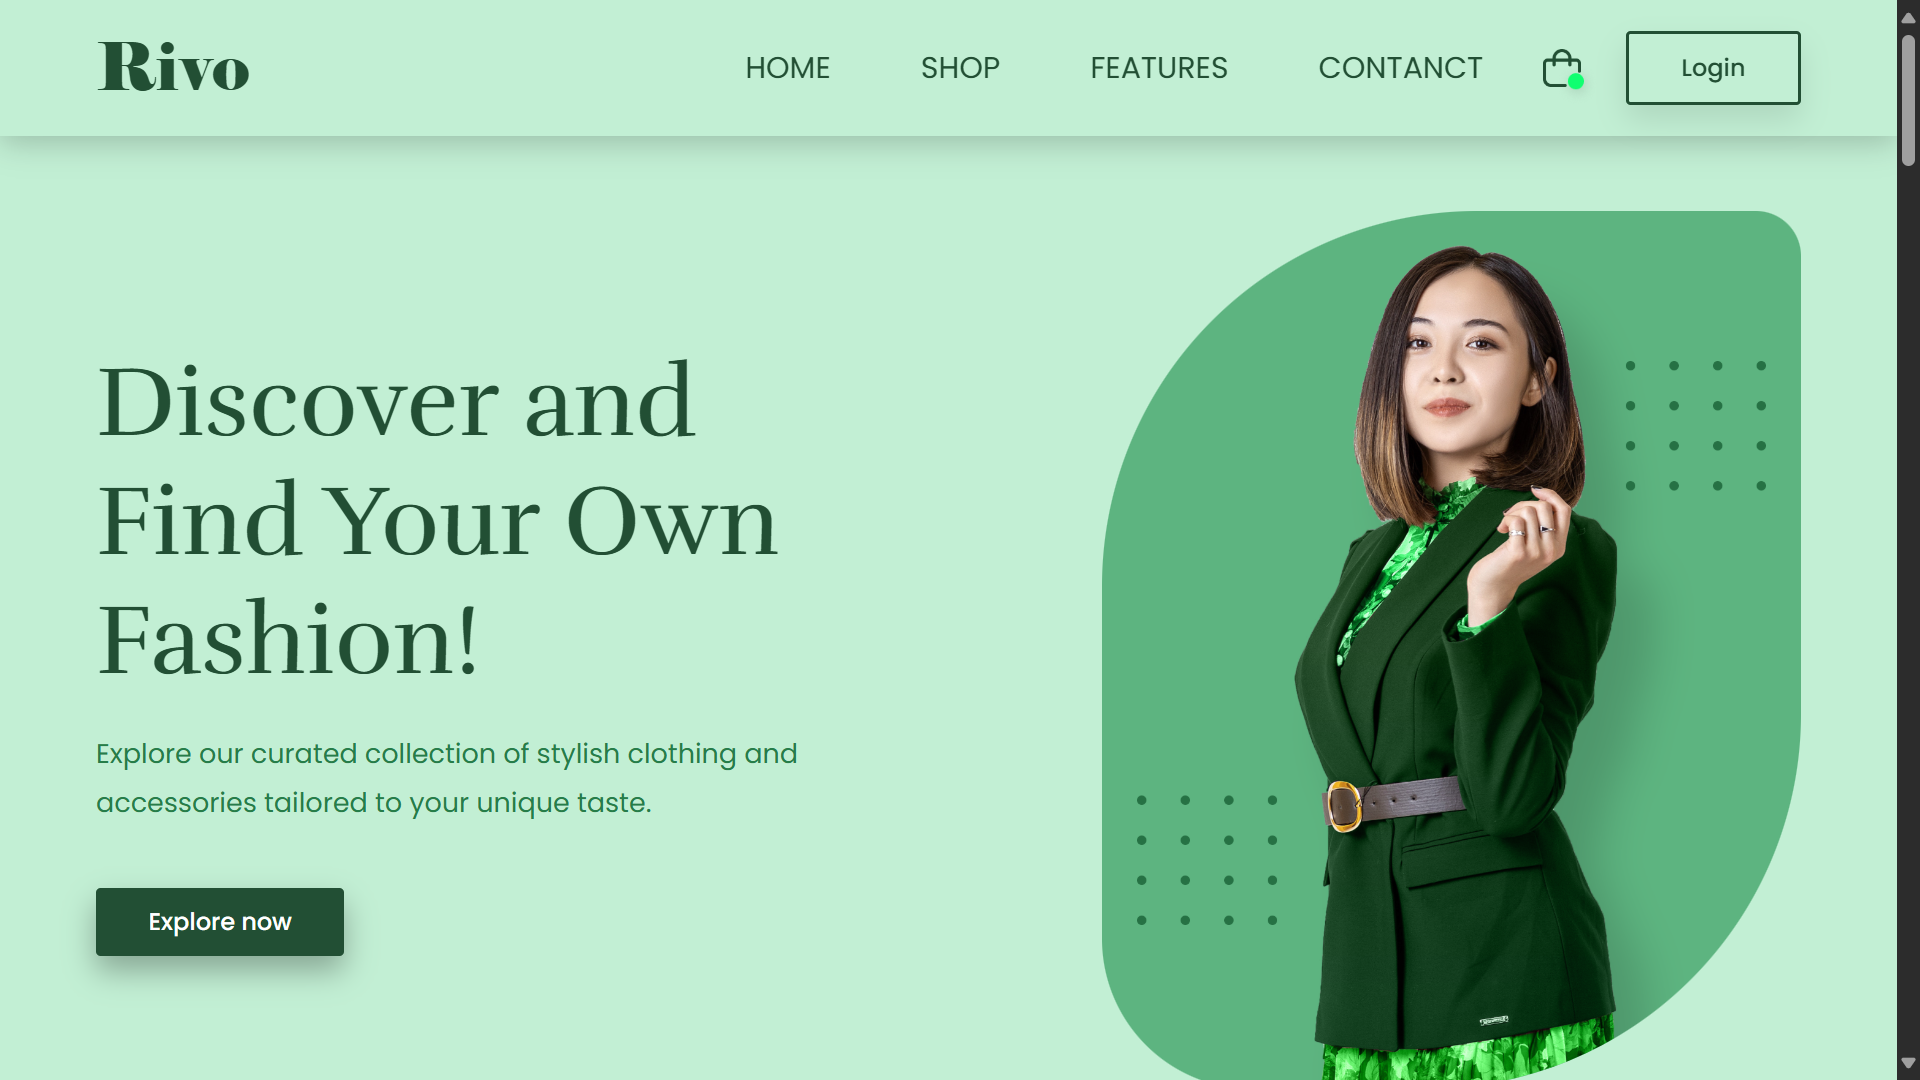 Rivo
HOME
SHOP
FEATURES
CONTANCT
Login
Discover and
Find Your Own
Fashion!
Explore our curated collection of stylish clothing and
accessories tailored to your unique taste.
Explore now